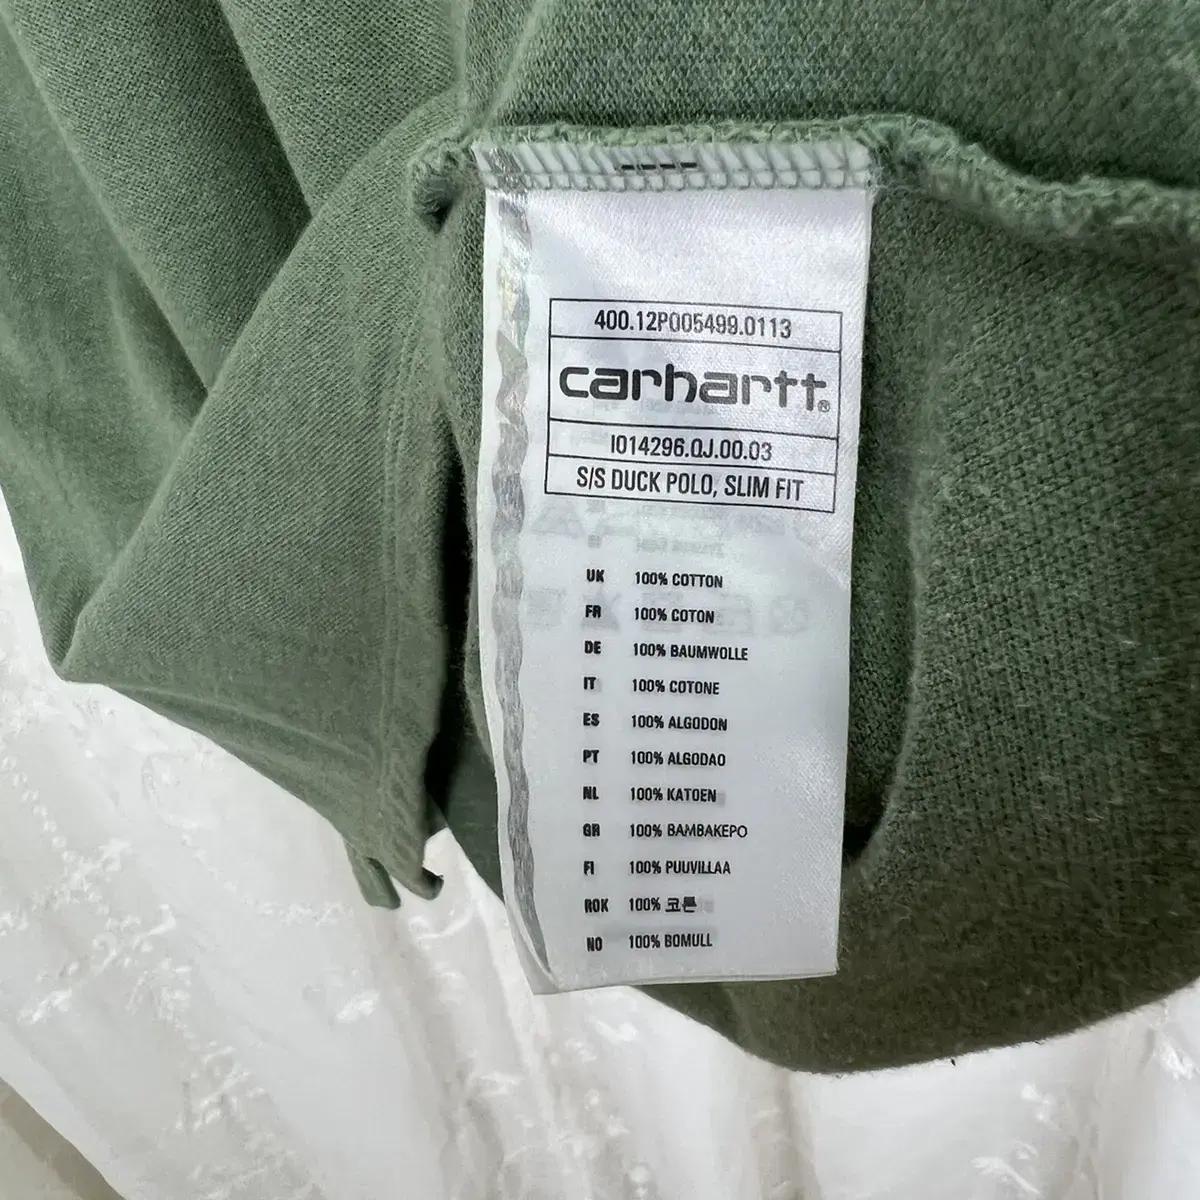 400.12P005499.0113
carhartt®
I014296.QJ.00.03
S/S DUCK POLO, SLIM FIT
UK 100% COTTON
FR 100% COTON
DE 100% BAUMWOLLE
IT 100% COTONE
ES 100% ALGODON
PT 100% ALGODAO
NL 100% KATOEN
GR 100% ΒΑΜΒΑΚΕΡΟ
FI 100% PUUVILLAA
ROK 100% 코튼
NO 100% BOMULL